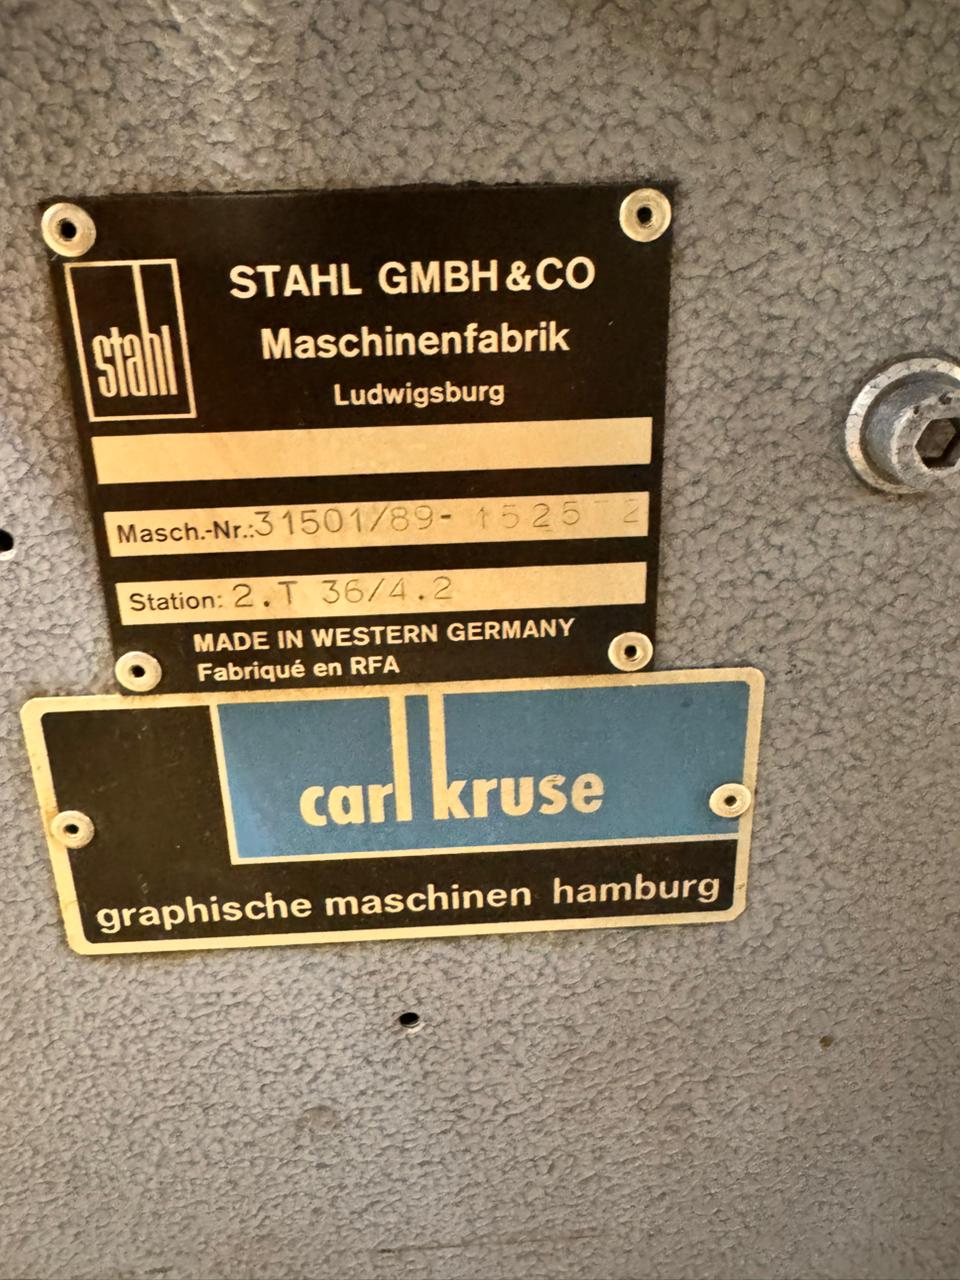 stahl
STAHL GMBH & CO
Maschinenfabrik
Ludwigsburg
Masch.-Nr.: 31501/89-
Station: 2.T 36/4.2
MADE IN WESTERN GERMANY
Fabriqué en RFA
carl kruse
graphische maschinen hamburg